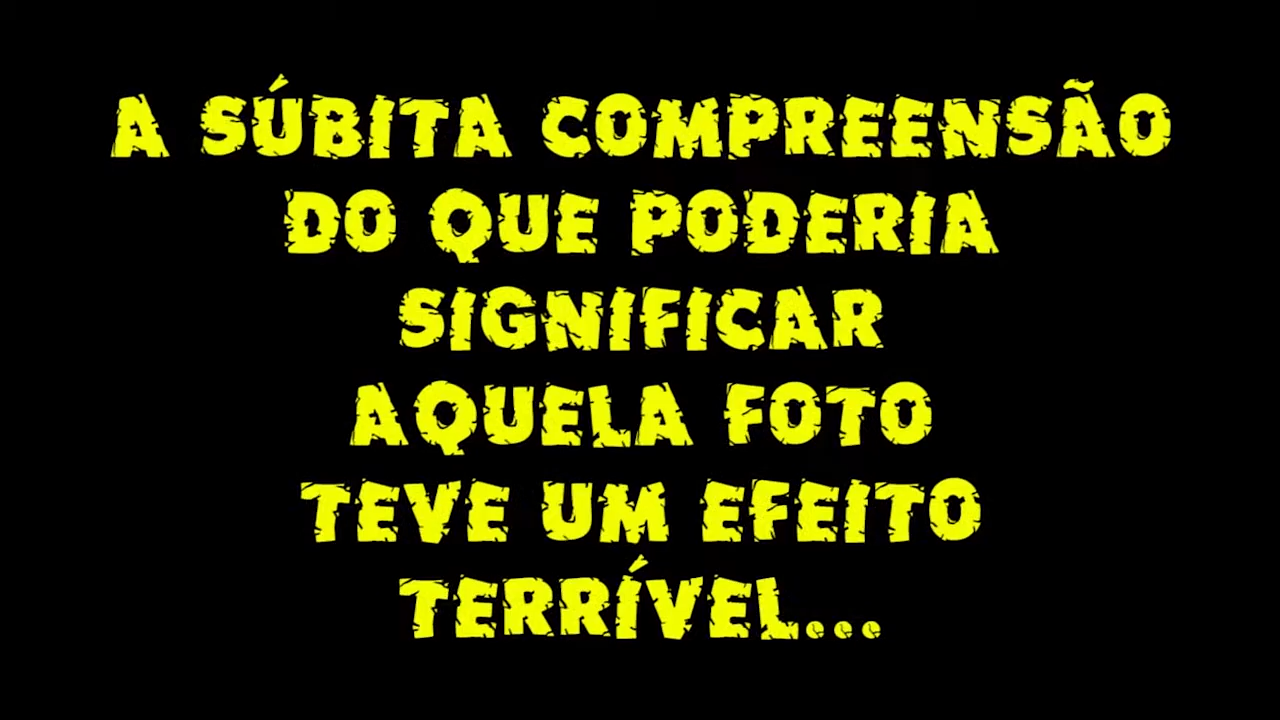 A SÚBITA COMPREENSÃO
DO QUE PODERIA
SIGNIFICAR
AQUELA FOTO
TEVE UM EFEITO
TERRÍVEL...